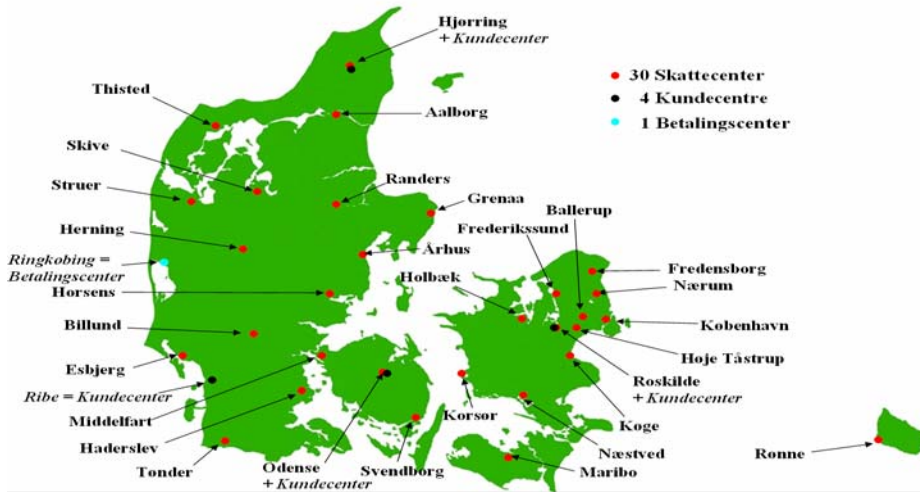 Hjørring
+ Kundecenter
30 Skattecenter
4 Kundecentre
1 Betalingscenter
Thisted
Aalborg
Skive
Struer
Randers
Grenaa
Ballerup
Frederikssund
Herning
Århus
Ringkøbing =
Betalingscenter
Holbæk
Fredensborg
Nærum
Horsens
Billund
København
Høje Tåstrup
Esbjerg
Roskilde
+ Kundecenter
Ribe = Kundecenter
Middelfart
Korsør
Køge
Haderslev
Næstved
Tønder
Odense
+ Kundecenter
Svendborg
Maribo
Rønne